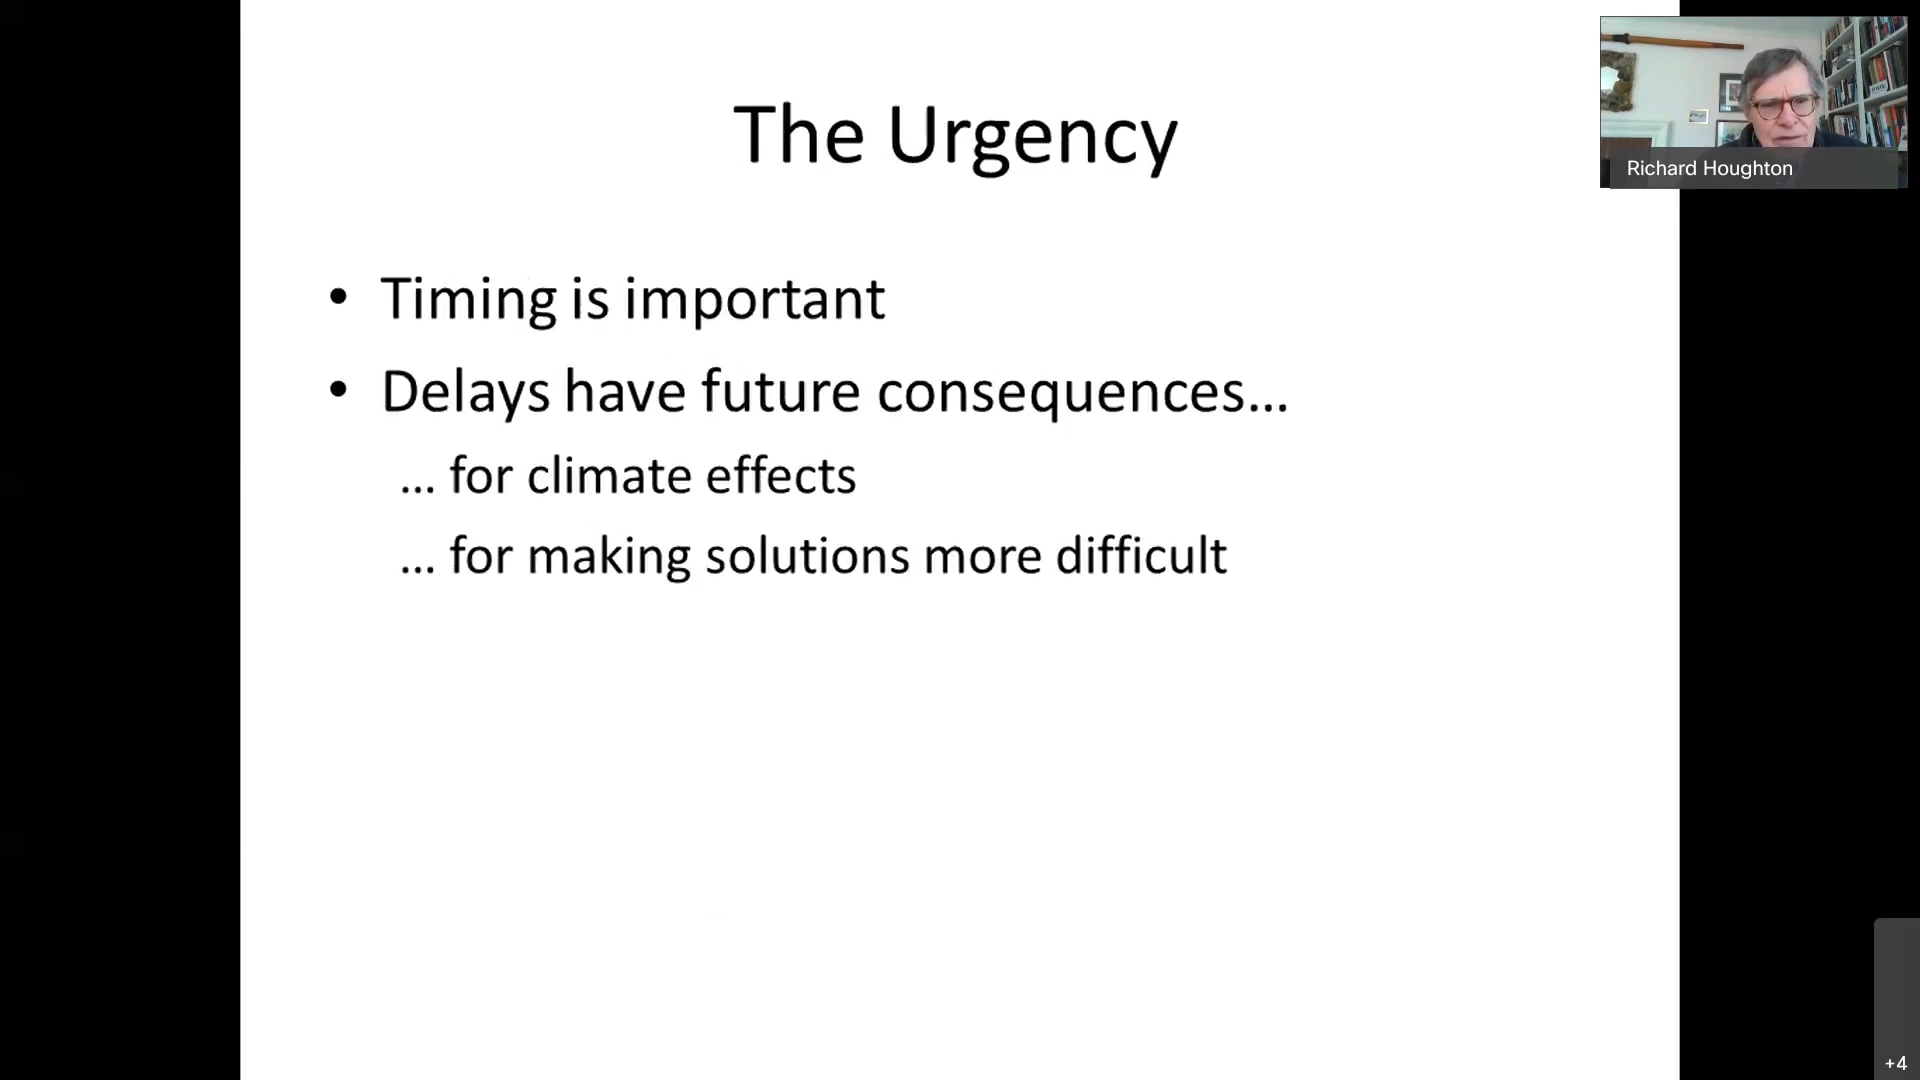 The Urgency
Richard Houghton
• Timing is important
• Delays have future consequences...
... for climate effects
... for making solutions more difficult
+4